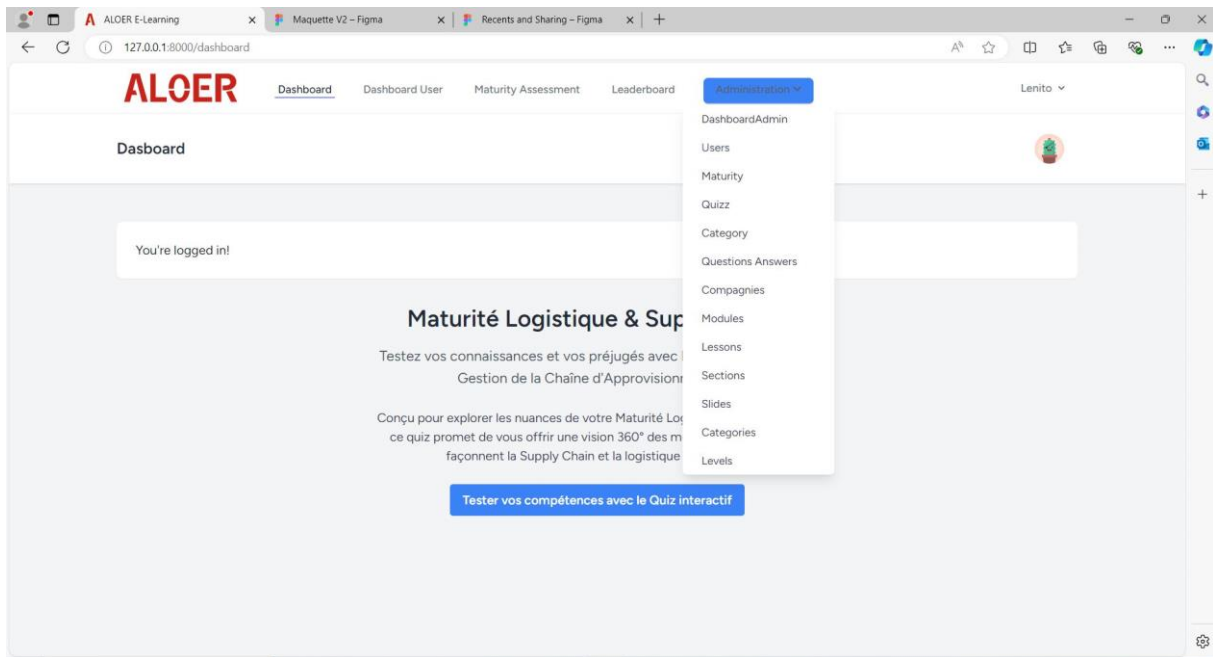 ALOER E-Learning
Maquette V2 – Figma
Recents and Sharing – Figma
127.0.0.1:8000/dashboard
ALOER
Dashboard
Dashboard User
Maturity Assessment
Leaderboard
Administration
Lenito
DashboardAdmin
Users
Maturity
Quizz
Category
Questions Answers
Compagnies
Modules
Lessons
Sections
Slides
Categories
Levels
Dasboard
You're logged in!
Maturité Logistique & Sup
Testez vos connaissances et vos préjugés avec
Gestion de la Chaîne d'Approvision
Conçu pour explorer les nuances de votre Maturité Log
ce quiz promet de vous offrir une vision 360° des m
façonnent la Supply Chain et la logistique
Tester vos compétences avec le Quiz interactif